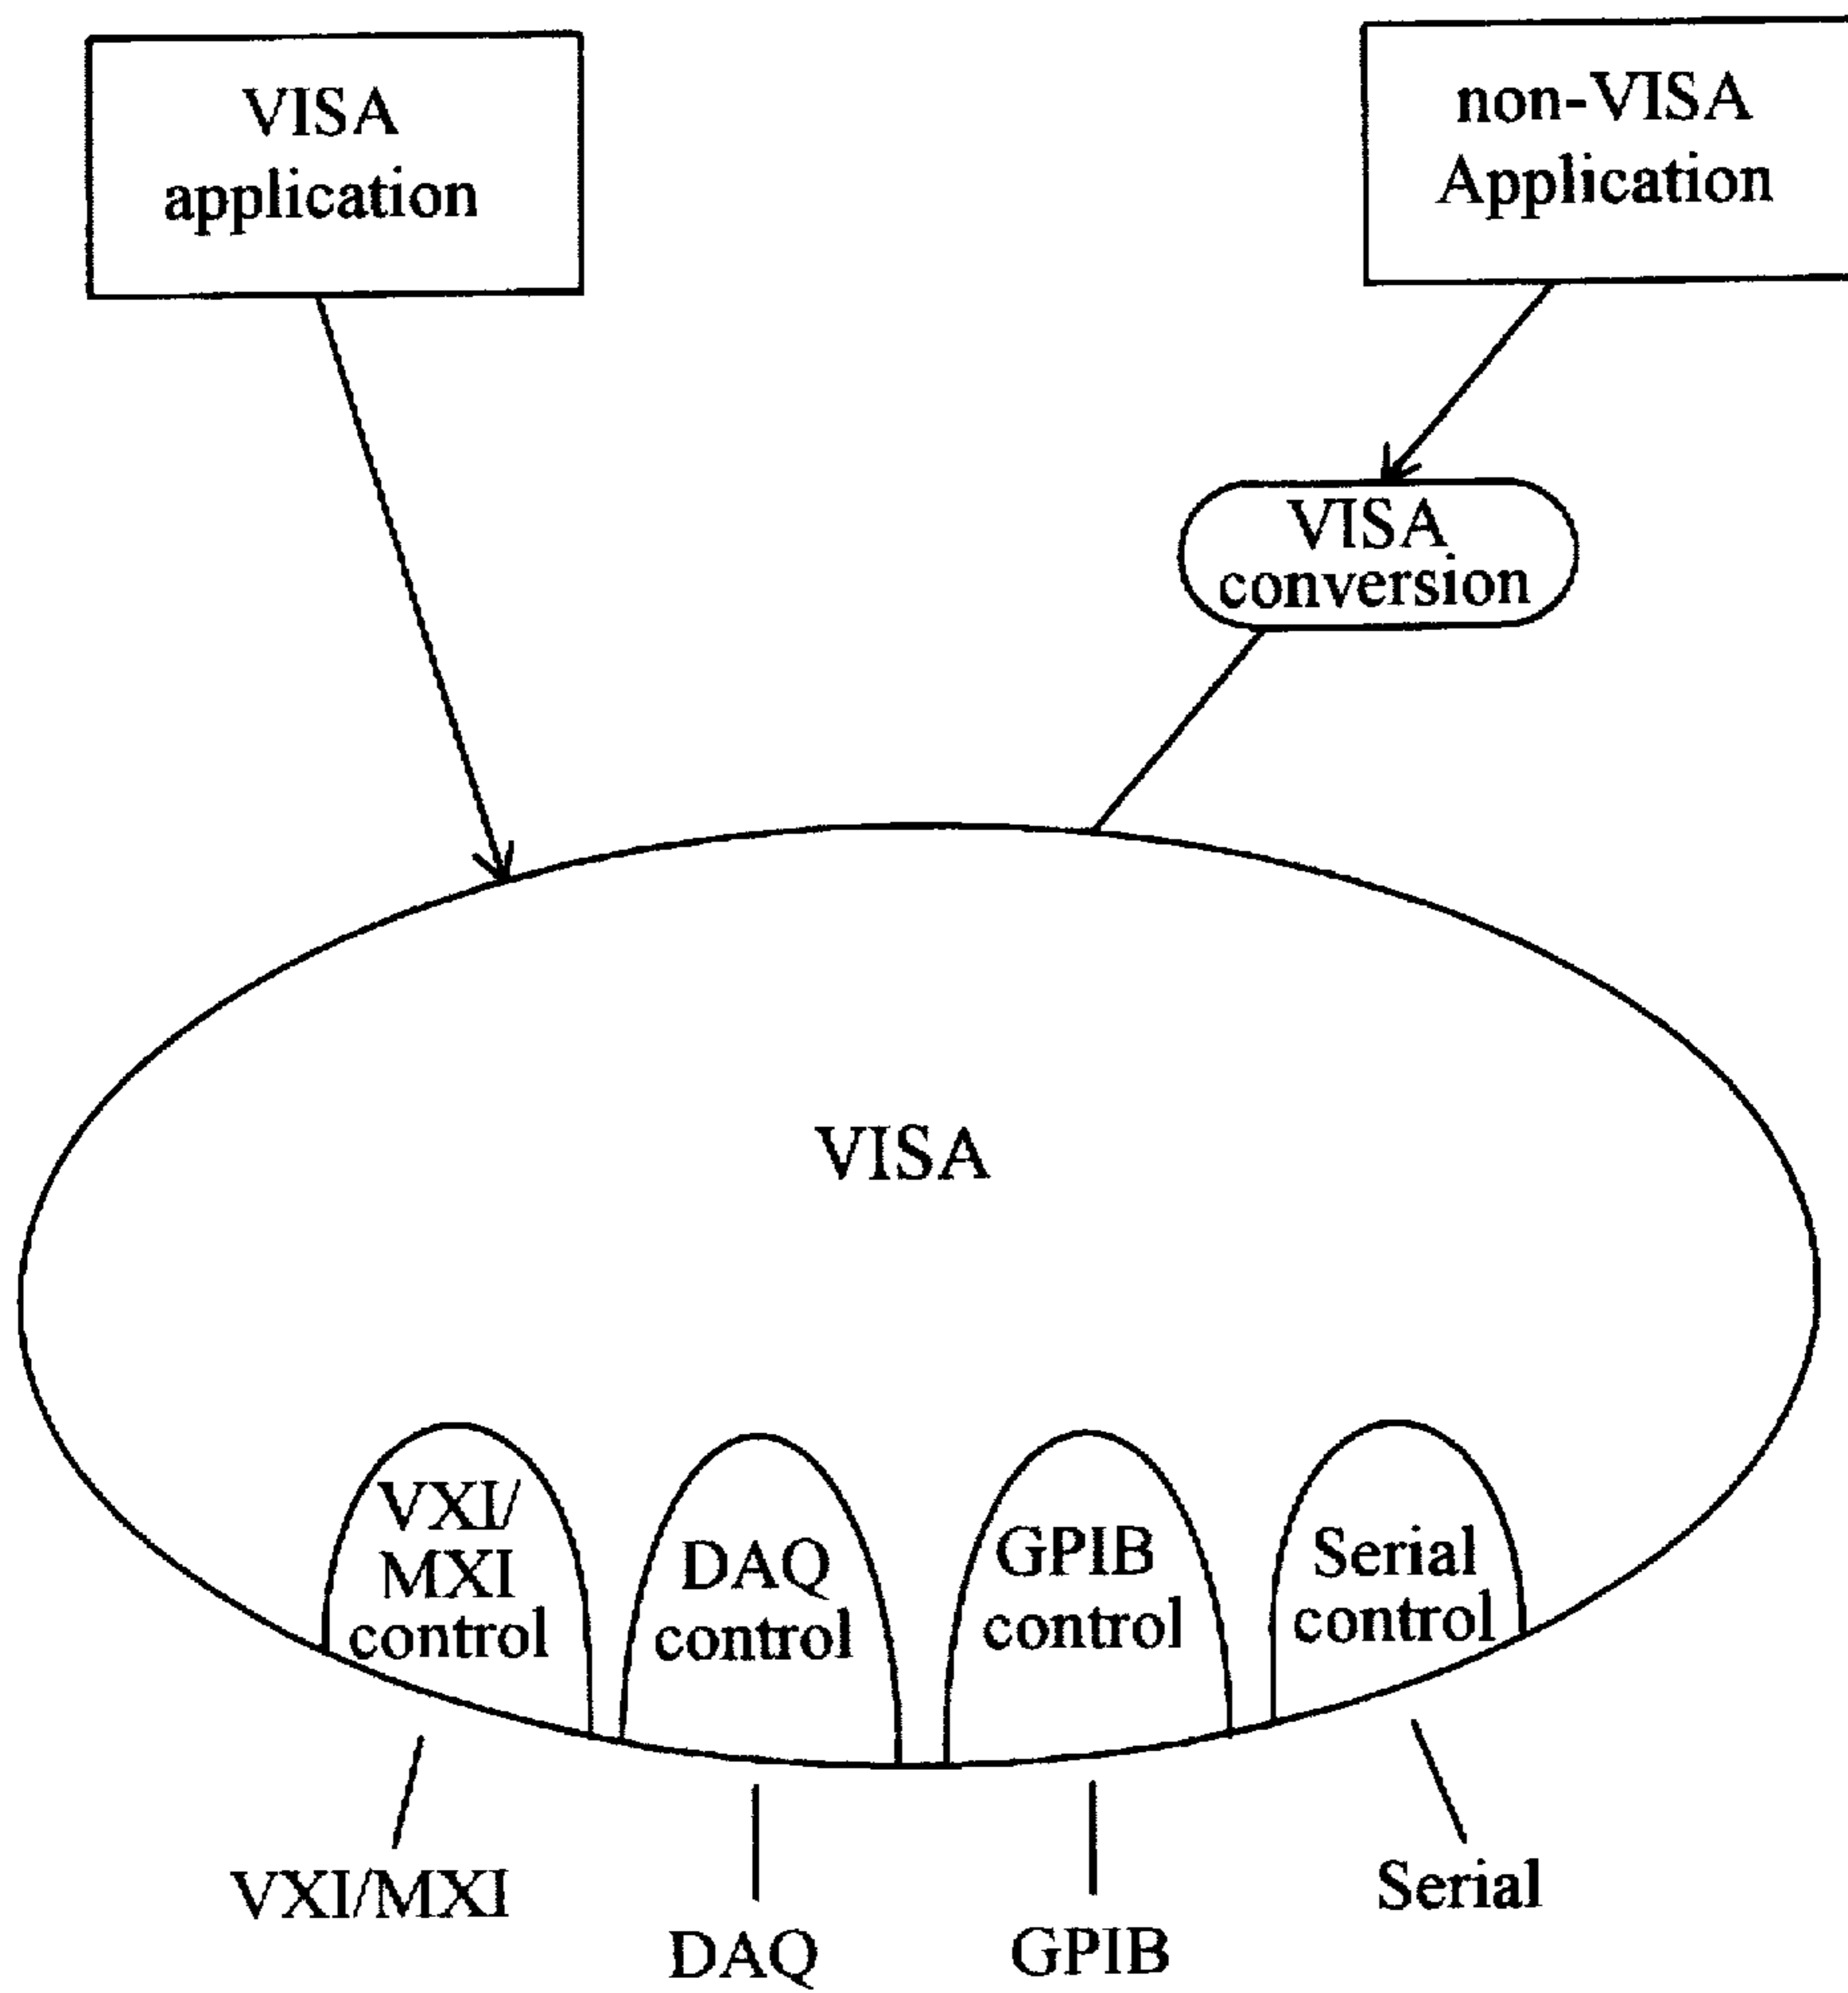 VISA
application
non-VISA
Application
VISA
conversion
VISA
VXI/
MXI
control
DAQ
control
GPIB
control
Serial
control
VXI/MXI
DAQ
GPIB
Serial